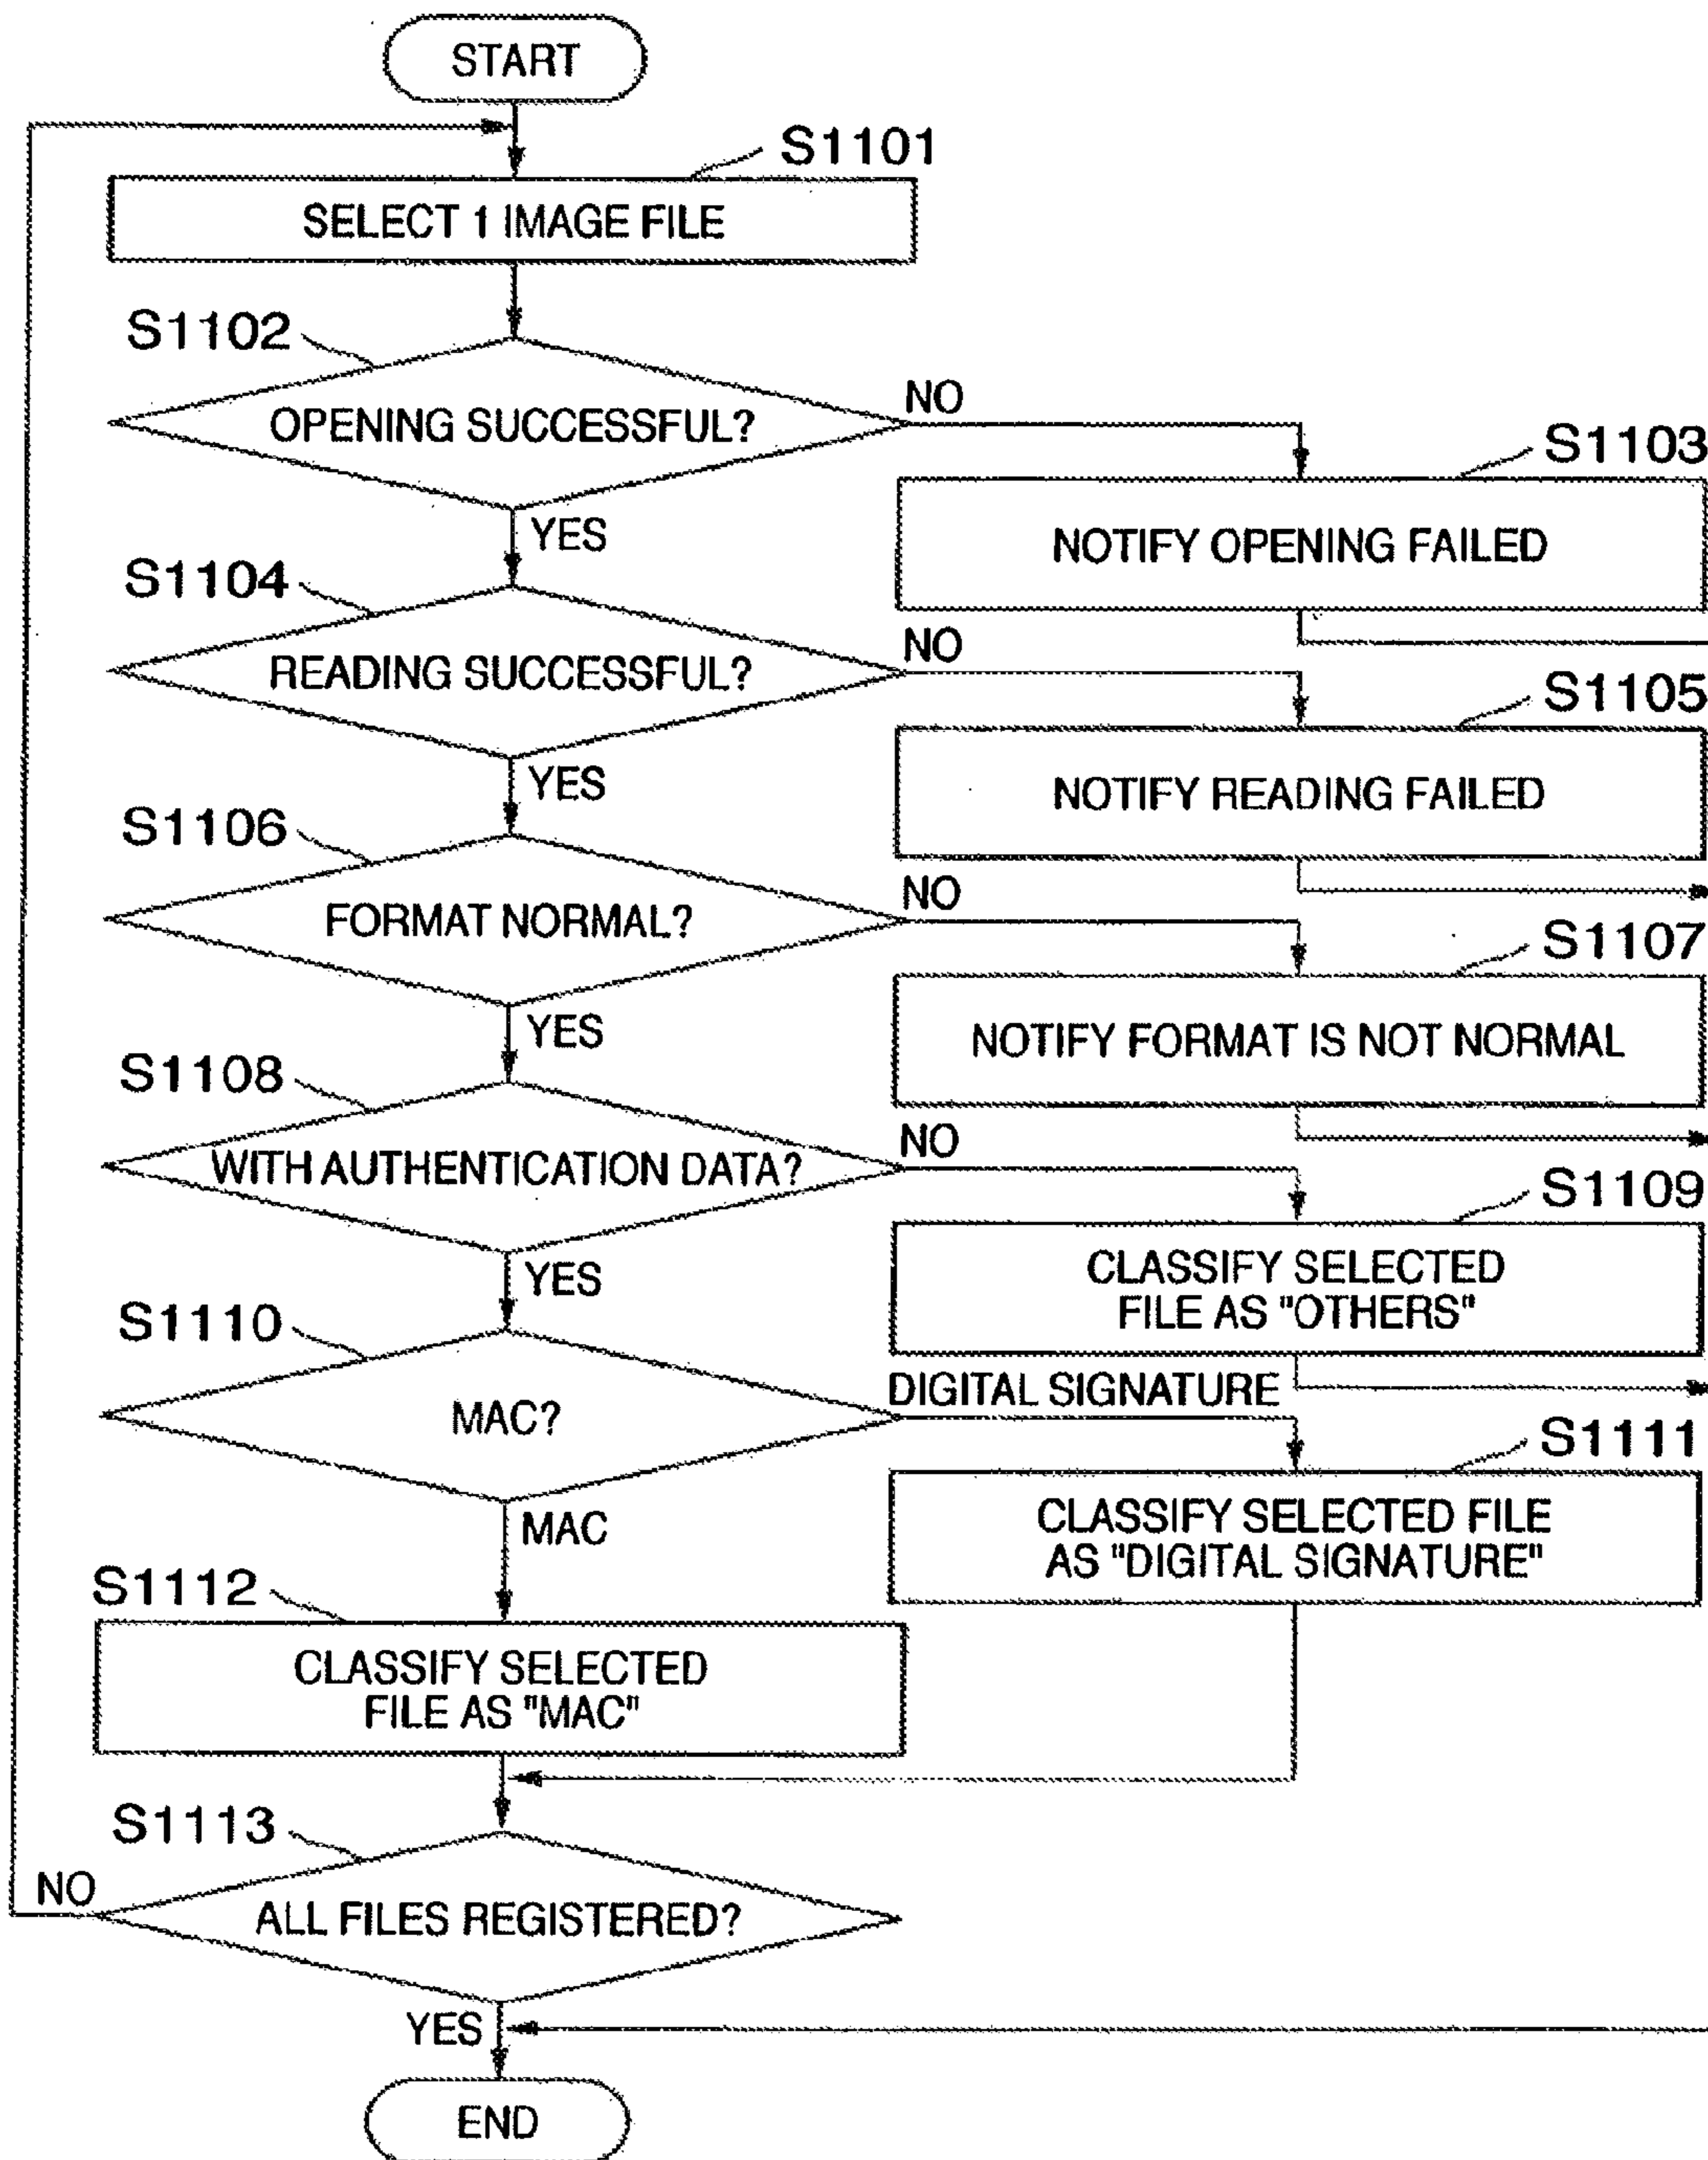 START
S1101
SELECT 1 IMAGE FILE
S1102
OPENING SUCCESSFUL?
NO
S1103
NOTIFY OPENING FAILED
YES
S1104
READING SUCCESSFUL?
NO
S1105
NOTIFY READING FAILED
YES
S1106
FORMAT NORMAL?
NO
S1107
NOTIFY FORMAT IS NOT NORMAL
YES
S1108
WITH AUTHENTICATION DATA?
NO
S1109
CLASSIFY SELECTED
FILE AS "OTHERS"
YES
S1110
MAC?
DIGITAL SIGNATURE
S1111
CLASSIFY SELECTED FILE
AS "DIGITAL SIGNATURE"
MAC
S1112
CLASSIFY SELECTED
FILE AS "MAC"
S1113
NO
ALL FILES REGISTERED?
YES
END